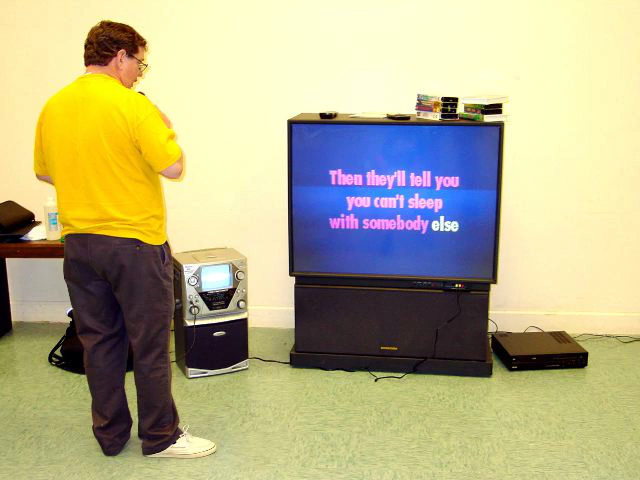 Then they'll tell you
you can't sleep
with somebody else